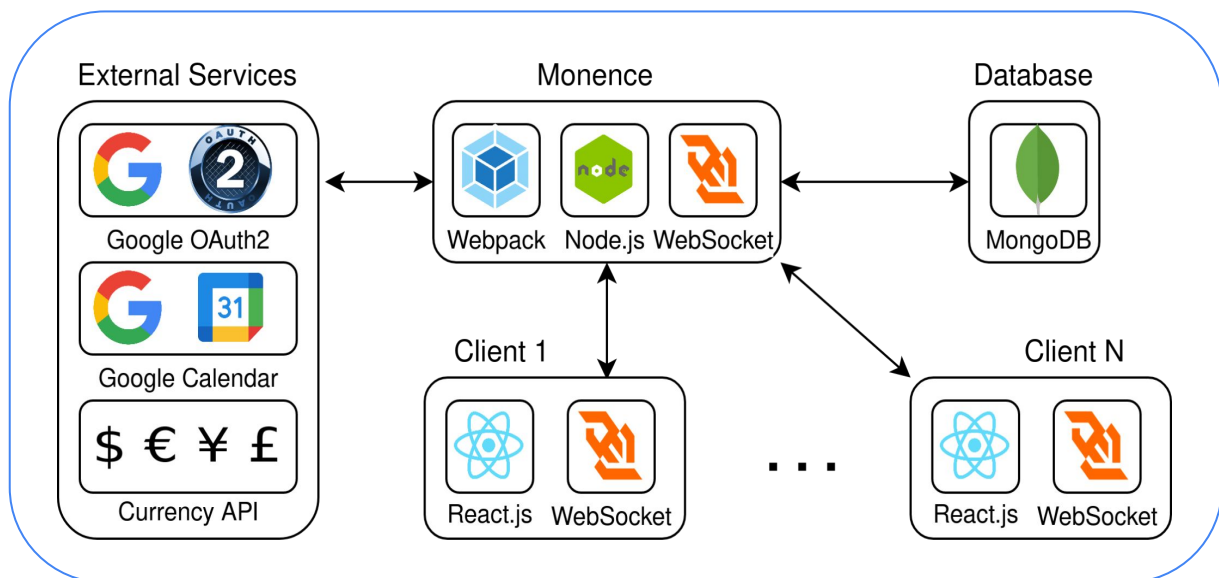 External Services
Monence
Database
OAUTH
2
OAUTH
Google OAuth2
node
Webpack
Node.js
WebSocket
MongoDB
31
Google Calendar
$ € ¥ £
Currency API
Client 1
React.js
WebSocket
...
Client N
React.js
WebSocket